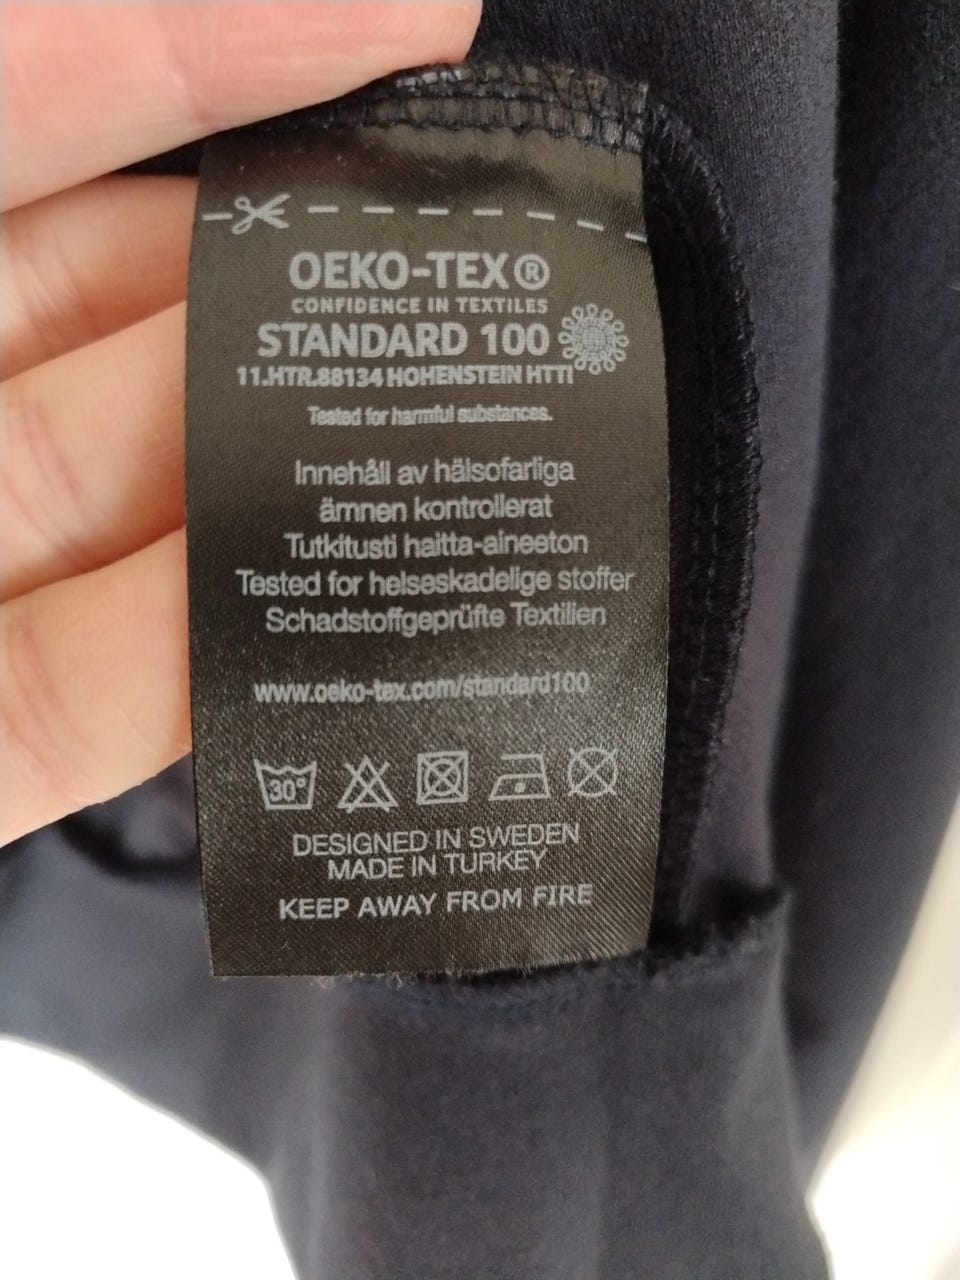 OEKO-TEX®
CONFIDENCE IN TEXTILES
STANDARD 100
11.HTR.88134 HOHENSTEIN HTTI
Tested for harmful substances.
Innehåll av hälsofarliga
ämnen kontrollerat
Tutkitusti haitta-aineeton
Tested for helseskadelige stoffer
Schadstoffgeprüfte Textilien
www.oeko-tex.com/standard100
30°
DESIGNED IN SWEDEN
MADE IN TURKEY
KEEP AWAY FROM FIRE